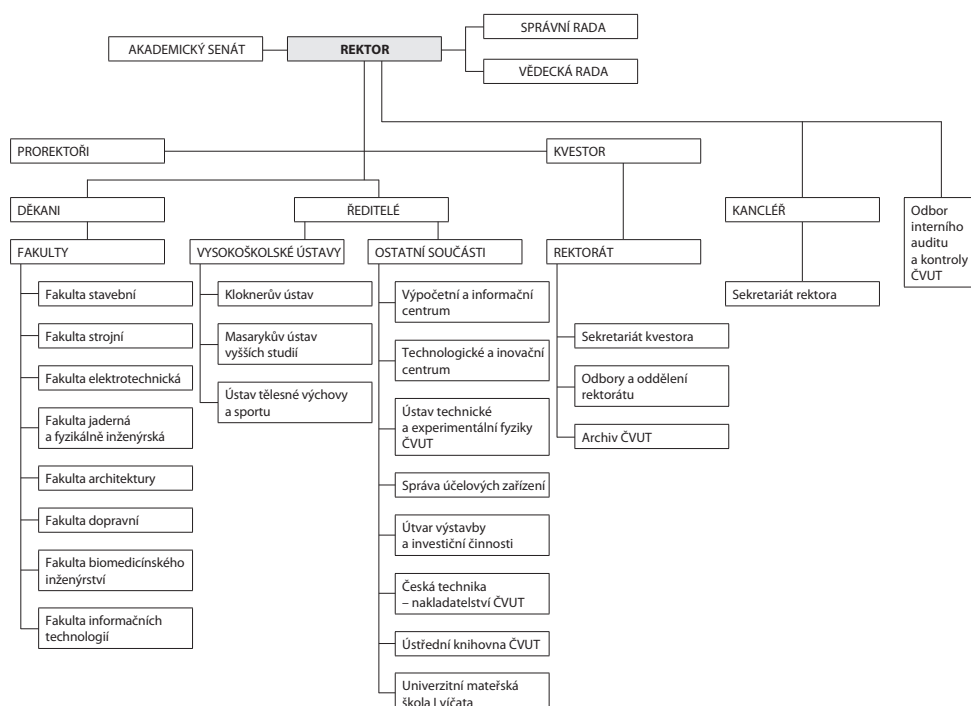 SPRÁVNÍ RADA
AKADEMICKÝ SENÁT
REKTOR
VĚDECKÁ RADA
PROREKTOŘI
KVESTOR
DĚKANI
ŘEDITELÉ
KANCLÉŘ
Odbor
interního
auditu
a kontroly
ČVUT
FAKULTY
VYSOKOŠKOLSKÉ ÚSTAVY
OSTATNÍ SOUČÁSTI
REKTORÁT
Sekretariát rektora
Fakulta stavební
Fakulta strojní
Fakulta elektrotechnická
Fakulta jaderná
a fyzikálně inženýrská
Fakulta architektury
Fakulta dopravní
Fakulta biomedicínského
inženýrství
Fakulta informačních
technologií
Kloknerův ústav
Masarykův ústav
vyšších studií
Ústav tělesné výchovy
a sportu
Výpočetní a informační
centrum
Technologické a inovační
centrum
Ústav technické
a experimentální fyziky
ČVUT
Správa účelových zařízení
Útvar výstavby
a investiční činnosti
Česká technika
– nakladatelství ČVUT
Ústřední knihovna ČVUT
Univerzitní mateřská
škola Lvíčata
Sekretariát kvestora
Odbory a oddělení
rektorátu
Archiv ČVUT